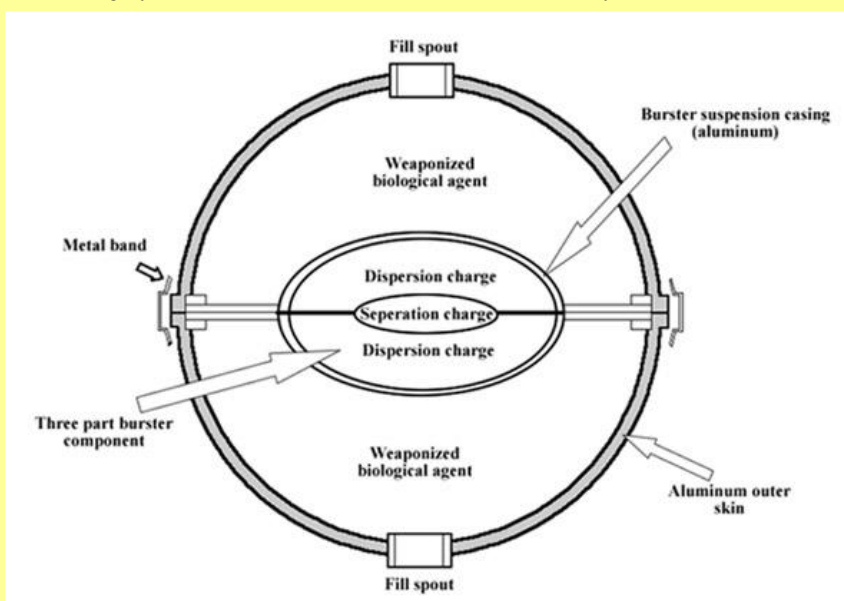 Fill spout
Burster suspension casing
(aluminum)
Weaponized
biological agent
Metal band
Dispersion charge
Seperation charge
Dispersion charge
Three part burster
component
Weaponized
biological agent
Aluminum outer
skin
Fill spout